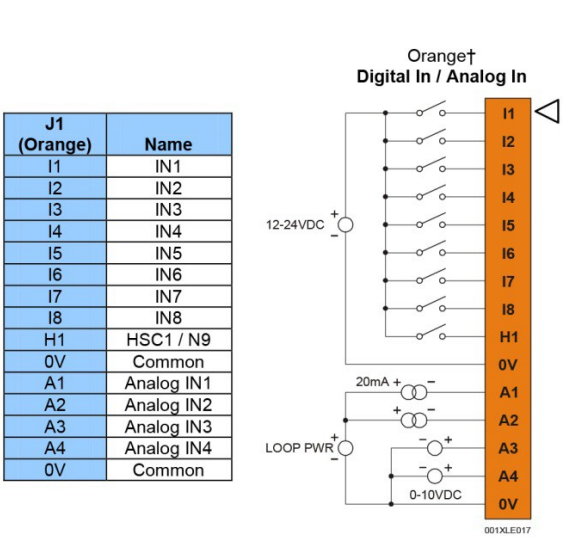 J1
(Orange) Name
I1 IN1
I2 IN2
I3 IN3
I4 IN4
I5 IN5
I6 IN6
I7 IN7
I8 IN8
H1 HSC1 / N9
0V Common
A1 Analog IN1
A2 Analog IN2
A3 Analog IN3
A4 Analog IN4
0V Common
Orange†
Digital In / Analog In
I1
I2
I3
I4
+
12-24VDC
-
I5
I6
I7
I8
H1
0V
20mA + -
A1
+ -
A2
+
LOOP PWR
-
- +
A3
- +
A4
0-10VDC
0V
001XLE017